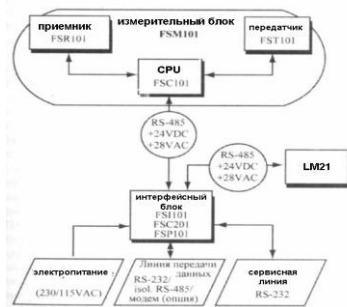 измерительный блок
FSM101
приемник
FSR101
передатчик
FST101
CPU
FSC101
RS-485
+24VDC
+28VAC
RS-485
+24VDC
+28VAC
LM21
интерфейсный
блок
FSI101
FSC201
FSP101
электропитание
(230/115VAC)
Линия передачи
данных
RS-232/
isol. RS-485/
модем (опция)
сервисная
линия
RS-232